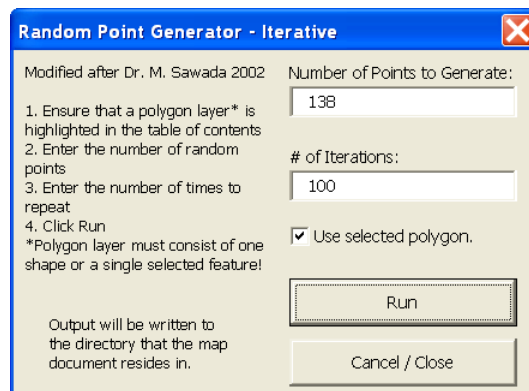 Random Point Generator - Iterative
Modified after Dr. M. Sawada 2002
1. Ensure that a polygon layer* is
highlighted in the table of contents
2. Enter the number of random
points
3. Enter the number of times to
repeat
4. Click Run
*Polygon layer must consist of one
shape or a single selected feature!
Output will be written to
the directory that the map
document resides in.
Number of Points to Generate:
138
# of Iterations:
100
Use selected polygon.
Run
Cancel / Close